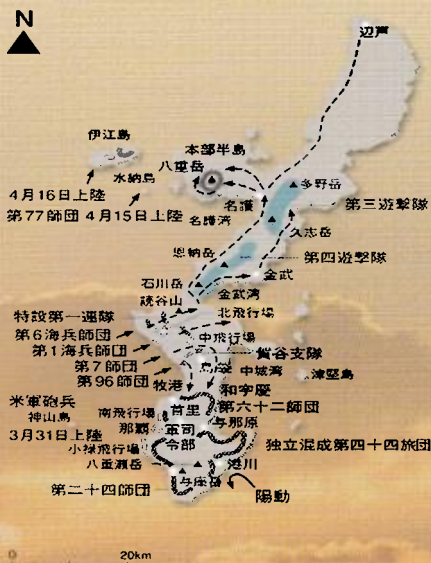 N
辺戸
伊江島
本部半島
八重岳
水納島
多野岳
名護
4月16日上陸
第77師団 4月15日上陸
第三遊撃隊
名護湾
久志岳
恩納岳
第四遊撃隊
金武
石川岳
金武湾
読谷山
北飛行場
特設第一連隊
第6海兵師団
中飛行場
第1海兵師団
賀谷支隊
第7師団
中城湾
津堅島
第96師団
牧港
和宇慶
米軍砲兵
首里
第六十二師団
神山島
南飛行場
与那原
那覇
軍司
3月31日上陸
令部
独立混成第四十四旅団
小禄飛行場
八重瀬岳
港川
与座岳
第二十四師団
陽動
0
20km